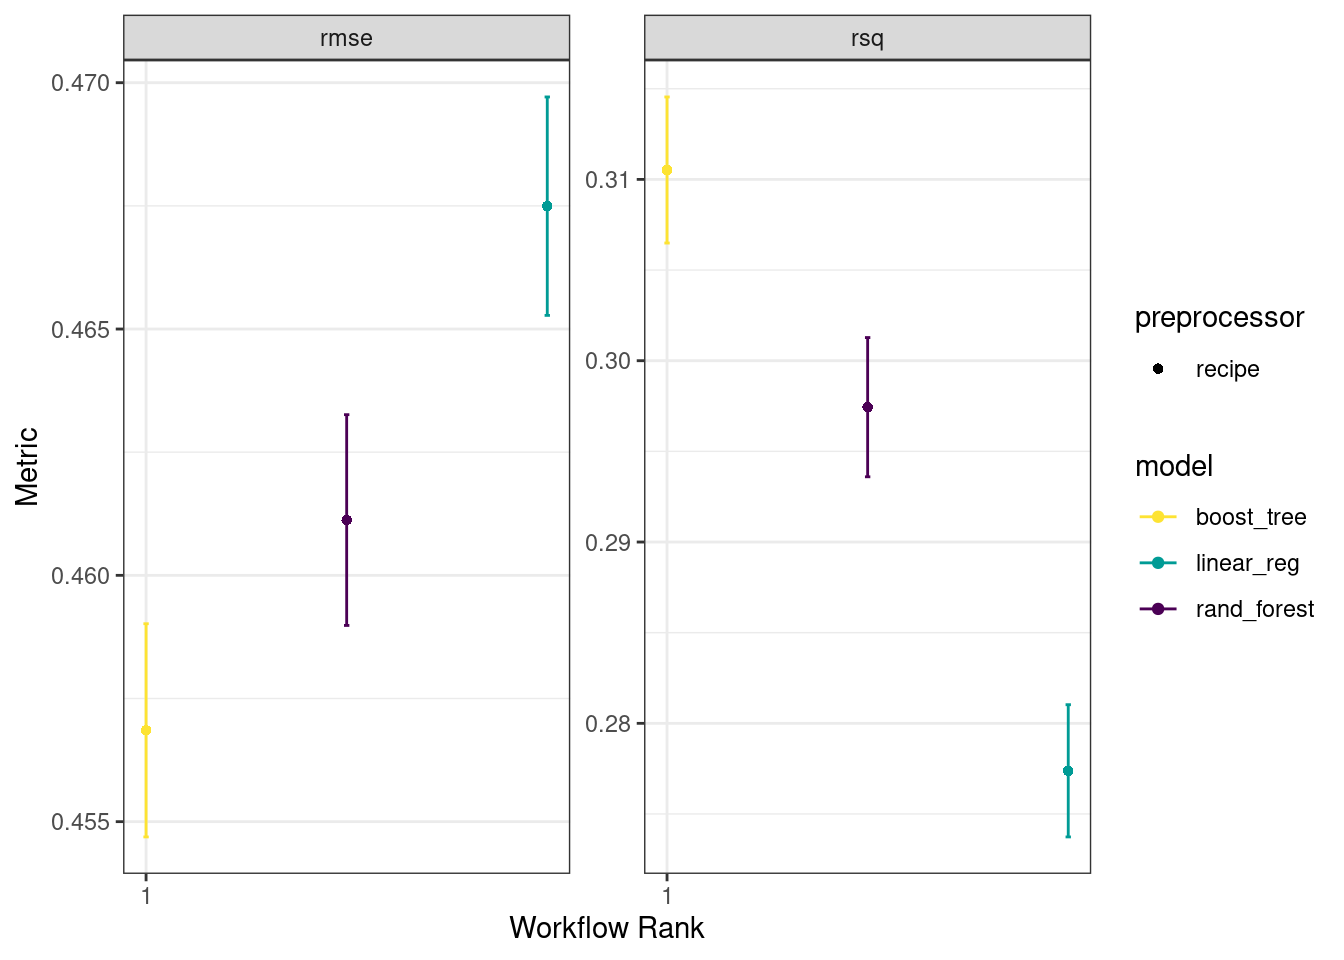 rmse
rsq
Metric
0.470
0.465
0.460
0.455
0.31
0.30
0.29
0.28
1
1
Workflow Rank
preprocessor
recipe
model
boost_tree
linear_reg
rand_forest